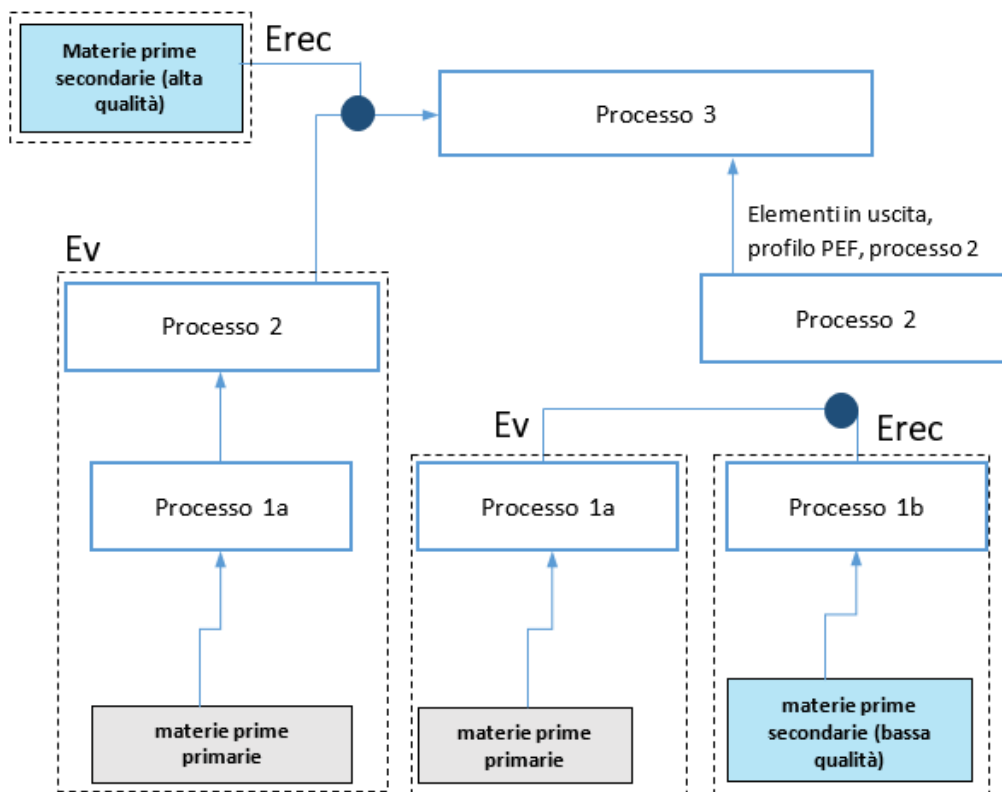 Materie prime
secondarie (alta
qualità)
Erec
Processo 3
Elementi in uscita,
profilo PEF, processo 2
Ev
Processo 2
Processo 2
Ev
Erec
Processo 1a
Processo 1a
Processo 1b
materie prime
primarie
materie prime
primarie
materie prime
secondarie (bassa
qualità)